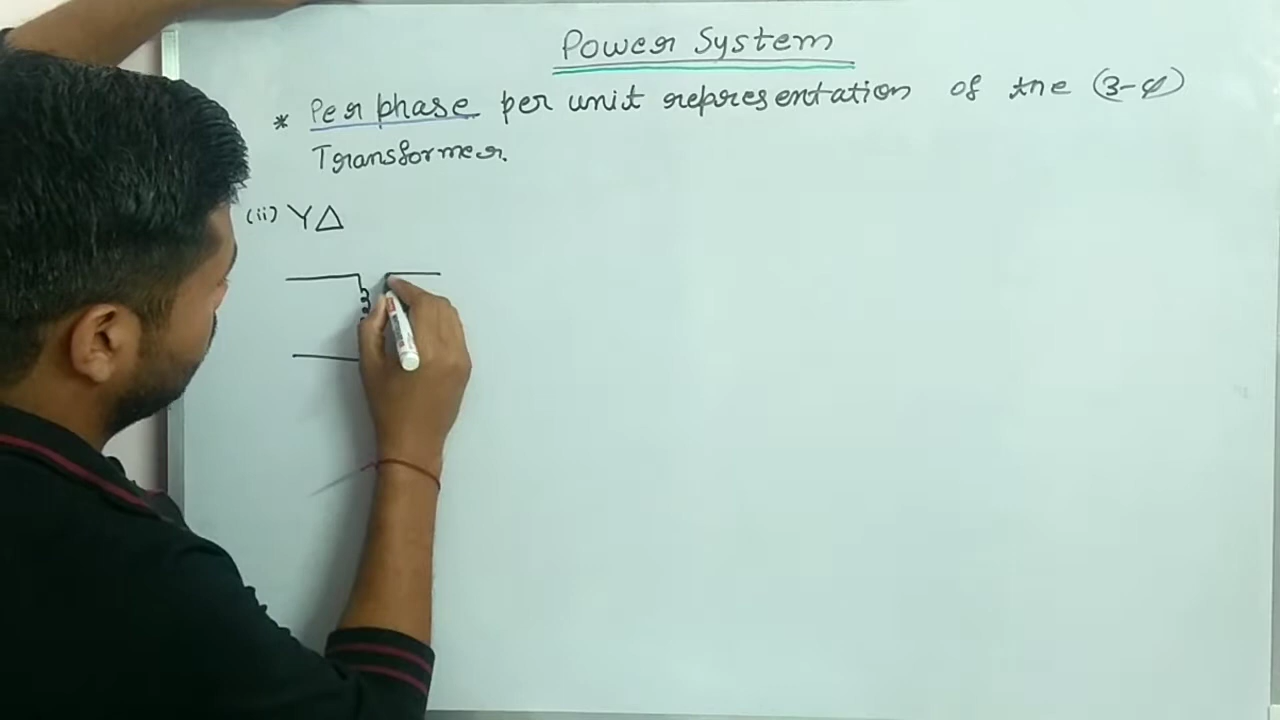 Power System
* Per phase per unit representation of the (3-φ)
Transformer.
(ii) YΔ